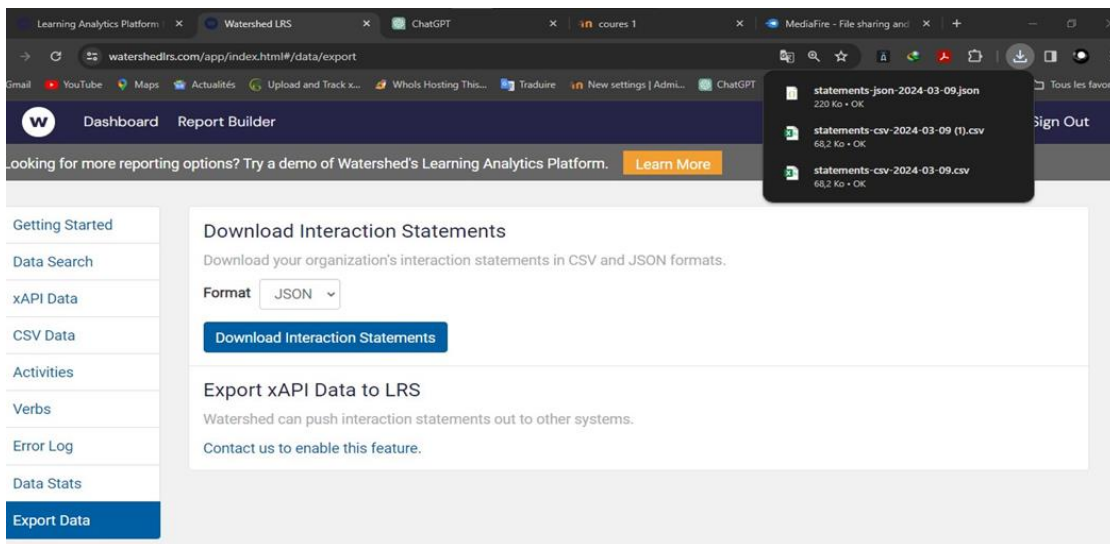 Learning Analytics Platform
Watershed LRS
ChatGPT
coures 1
MediaFire - File sharing and
watershedlrs.com/app/index.html#/data/export
Gmail YouTube Maps Actualités Upload and Track x... WhoIs Hosting This... Traduire New settings | Admi... ChatGPT Tous les favor
statements-json-2024-03-09.json
220 Ko • OK
statements-csv-2024-03-09 (1).csv
68,2 Ko • OK
statements-csv-2024-03-09.csv
68,2 Ko • OK
W Dashboard Report Builder Sign Out
Looking for more reporting options? Try a demo of Watershed's Learning Analytics Platform. Learn More
Getting Started
Data Search
xAPI Data
CSV Data
Activities
Verbs
Error Log
Data Stats
Export Data
Download Interaction Statements
Download your organization's interaction statements in CSV and JSON formats.
Format JSON
Download Interaction Statements
Export xAPI Data to LRS
Watershed can push interaction statements out to other systems.
Contact us to enable this feature.